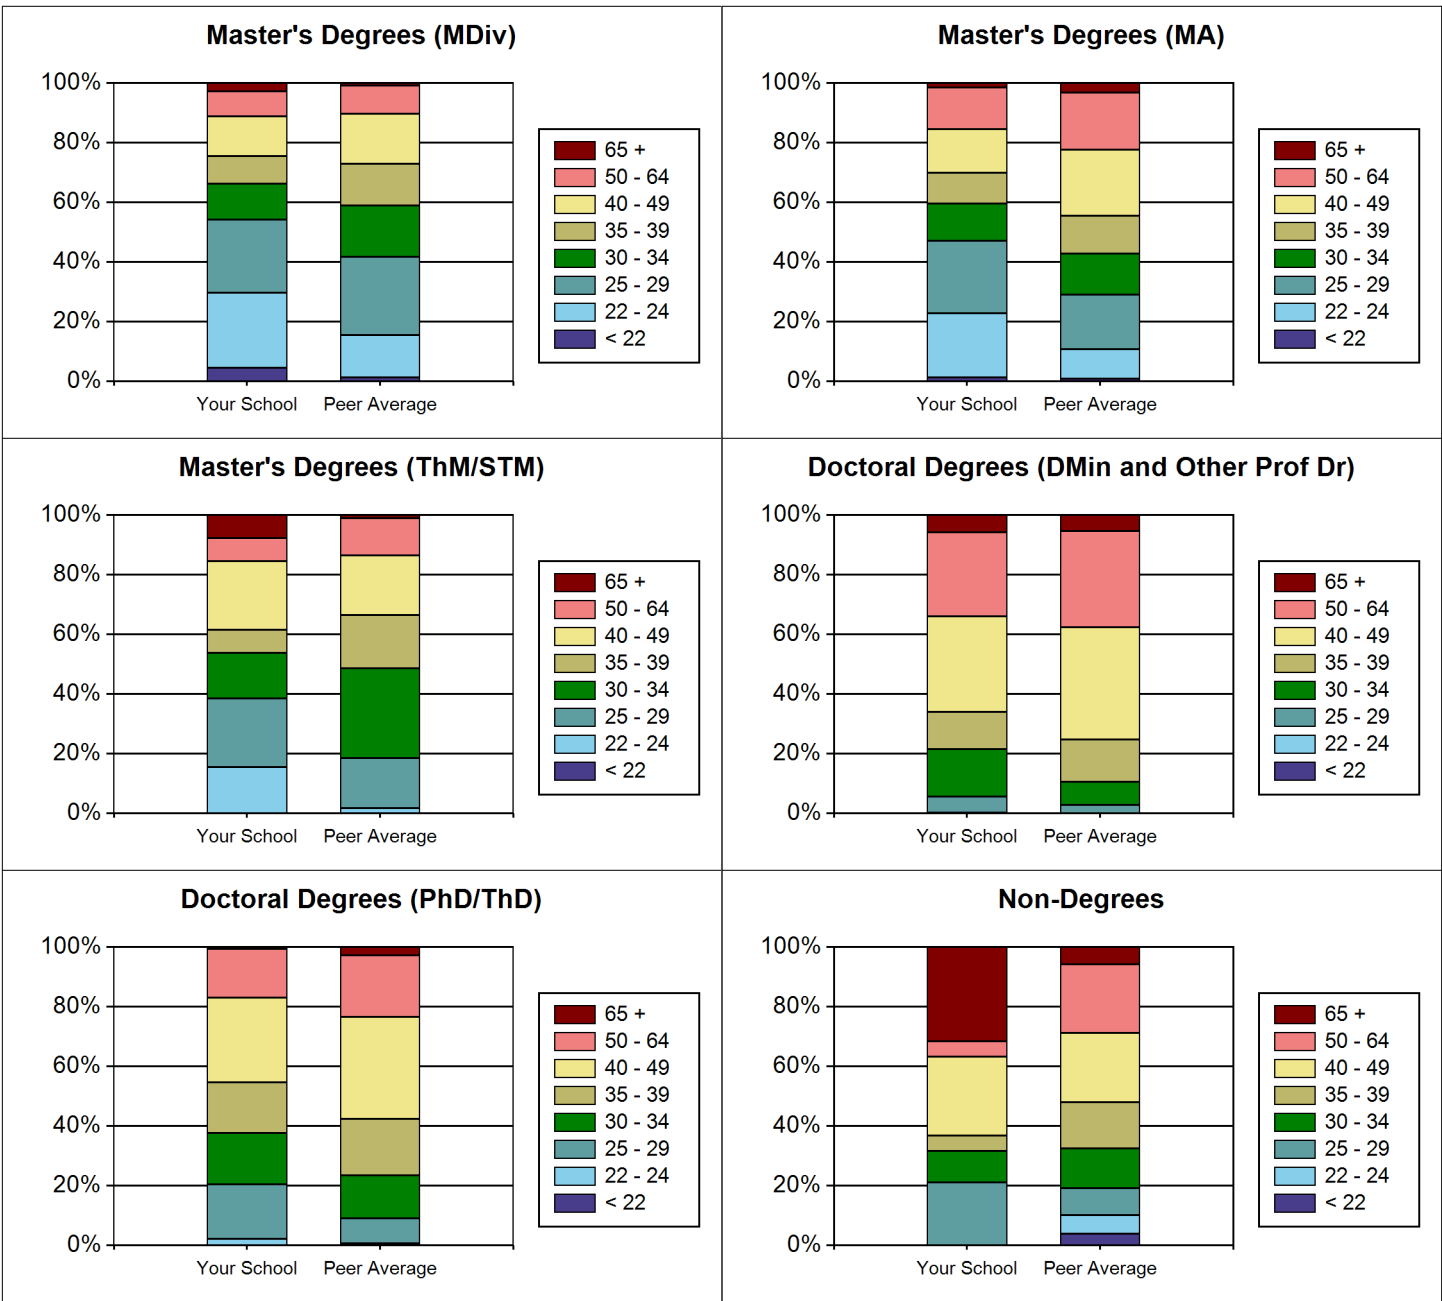 Master's Degrees (MDiv)
100%
80%
60%
40%
20%
0%
Your School
Peer Average
65 +
50 - 64
40 - 49
35 - 39
30 - 34
25 - 29
22 - 24
< 22
Master's Degrees (MA)
100%
80%
60%
40%
20%
0%
Your School
Peer Average
65 +
50 - 64
40 - 49
35 - 39
30 - 34
25 - 29
22 - 24
< 22
Master's Degrees (ThM/STM)
100%
80%
60%
40%
20%
0%
Your School
Peer Average
65 +
50 - 64
40 - 49
35 - 39
30 - 34
25 - 29
22 - 24
< 22
Doctoral Degrees (DMin and Other Prof Dr)
100%
80%
60%
40%
20%
0%
Your School
Peer Average
65 +
50 - 64
40 - 49
35 - 39
30 - 34
25 - 29
22 - 24
< 22
Doctoral Degrees (PhD/ThD)
100%
80%
60%
40%
20%
0%
Your School
Peer Average
65 +
50 - 64
40 - 49
35 - 39
30 - 34
25 - 29
22 - 24
< 22
Non-Degrees
100%
80%
60%
40%
20%
0%
Your School
Peer Average
65 +
50 - 64
40 - 49
35 - 39
30 - 34
25 - 29
22 - 24
< 22